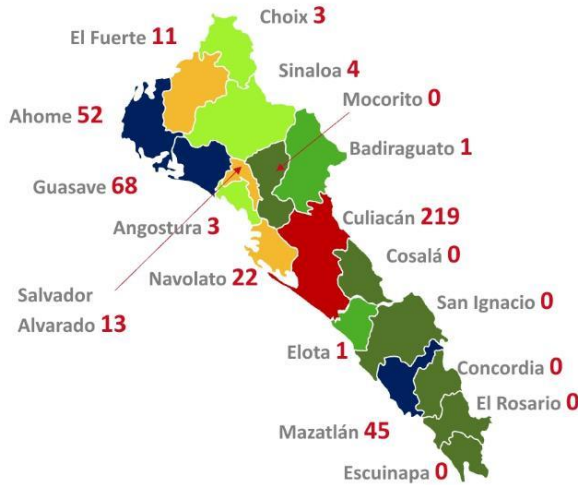 Choix 3
El Fuerte 11
Sinaloa 4
Mocorito 0
Ahome 52
Badiraguato 1
Guasave 68
Culiacán 219
Angostura 3
Cosalá 0
Navolato 22
Salvador
Alvarado 13
San Ignacio 0
Elota 1
Concordia 0
El Rosario 0
Mazatlán 45
Escuinapa 0